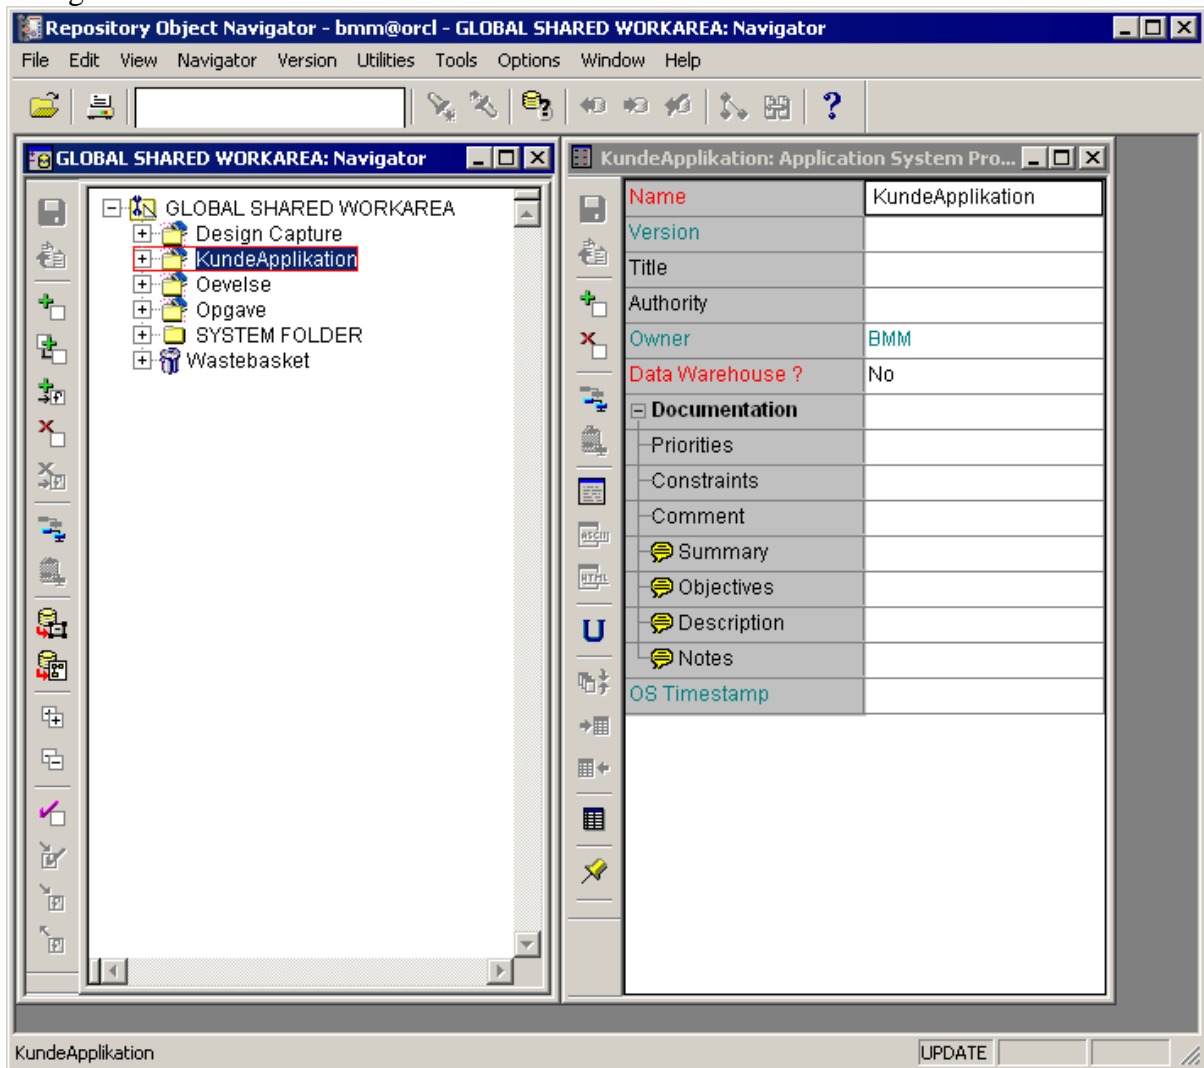 Repository Object Navigator - bmm@orcl - GLOBAL SHARED WORKAREA: Navigator
File Edit View Navigator Version Utilities Tools Options Window Help
GLOBAL SHARED WORKAREA: Navigator
GLOBAL SHARED WORKAREA
Design Capture
KundeApplikation
Oevelse
Opgave
SYSTEM FOLDER
Wastebasket
KundeApplikation: Application System Pro...
Name KundeApplikation
Version
Title
Authority
Owner BMM
Data Warehouse ? No
Documentation
Priorities
Constraints
Comment
Summary
Objectives
Description
Notes
OS Timestamp
ASCII
HTML
U
KundeApplikation
UPDATE